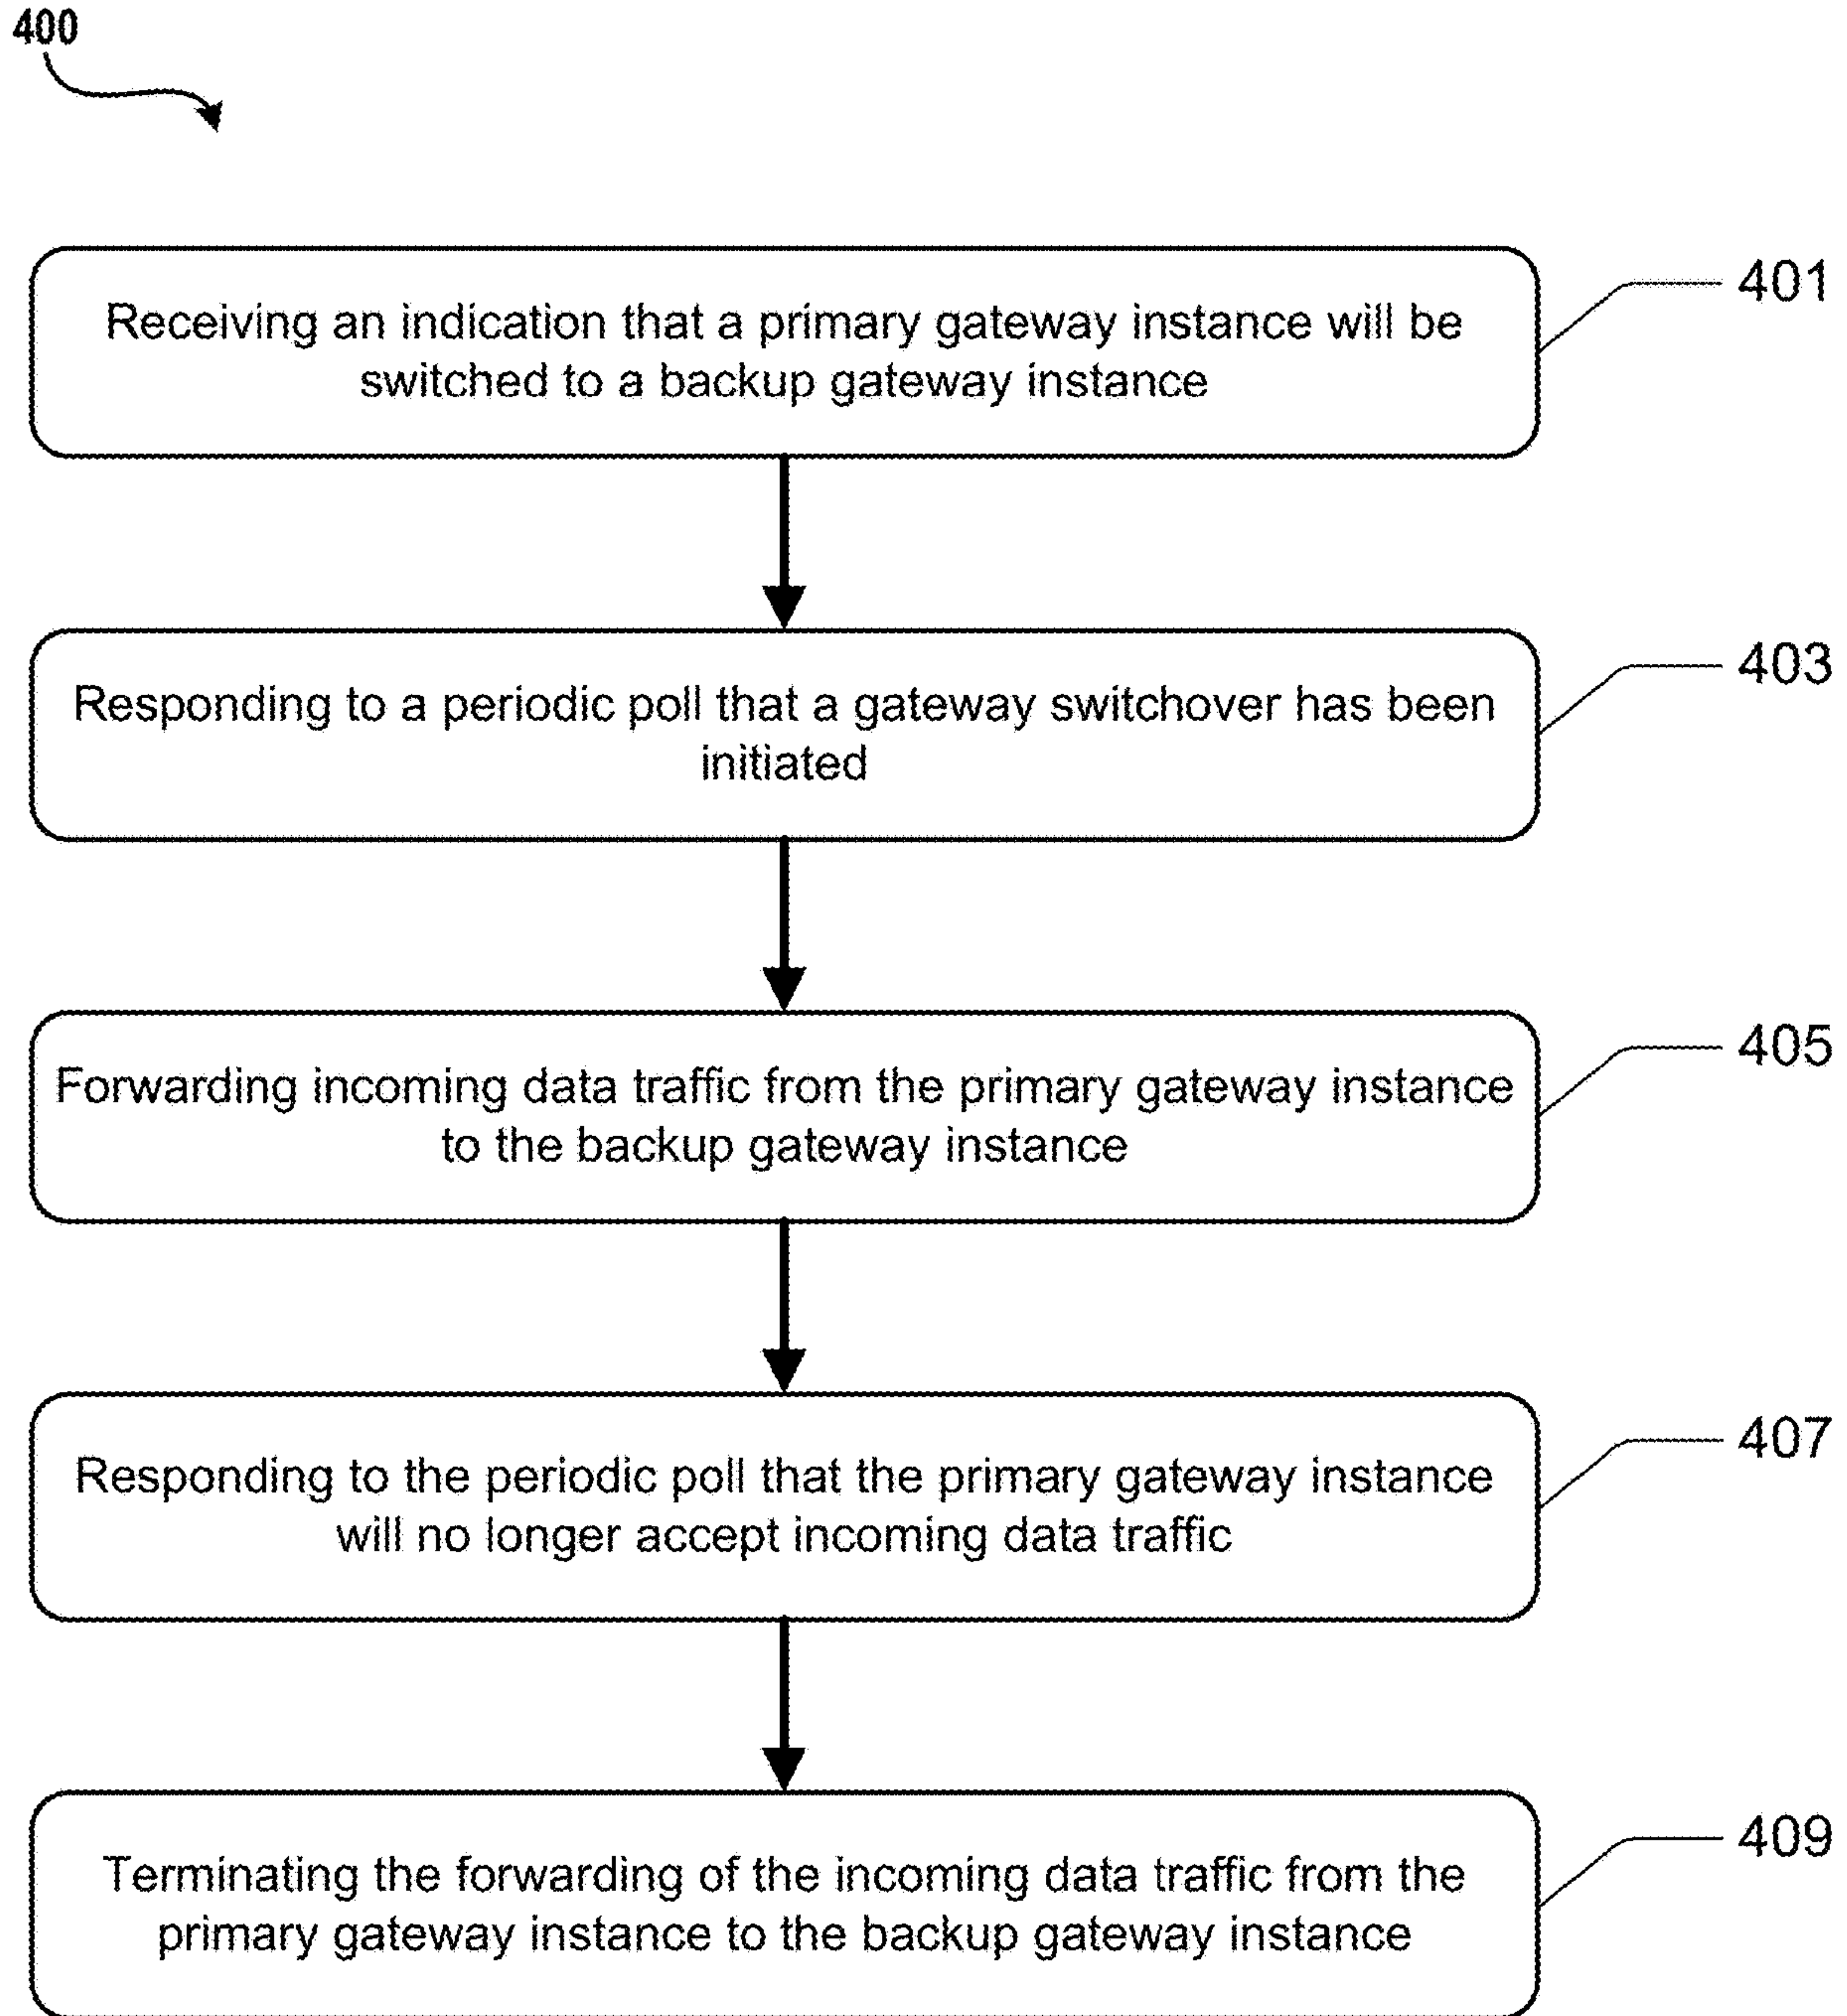 400
Receiving an indication that a primary gateway instance will be
switched to a backup gateway instance
401
Responding to a periodic poll that a gateway switchover has been
initiated
403
Forwarding incoming data traffic from the primary gateway instance
to the backup gateway instance
405
Responding to the periodic poll that the primary gateway instance
will no longer accept incoming data traffic
407
Terminating the forwarding of the incoming data traffic from the
primary gateway instance to the backup gateway instance
409